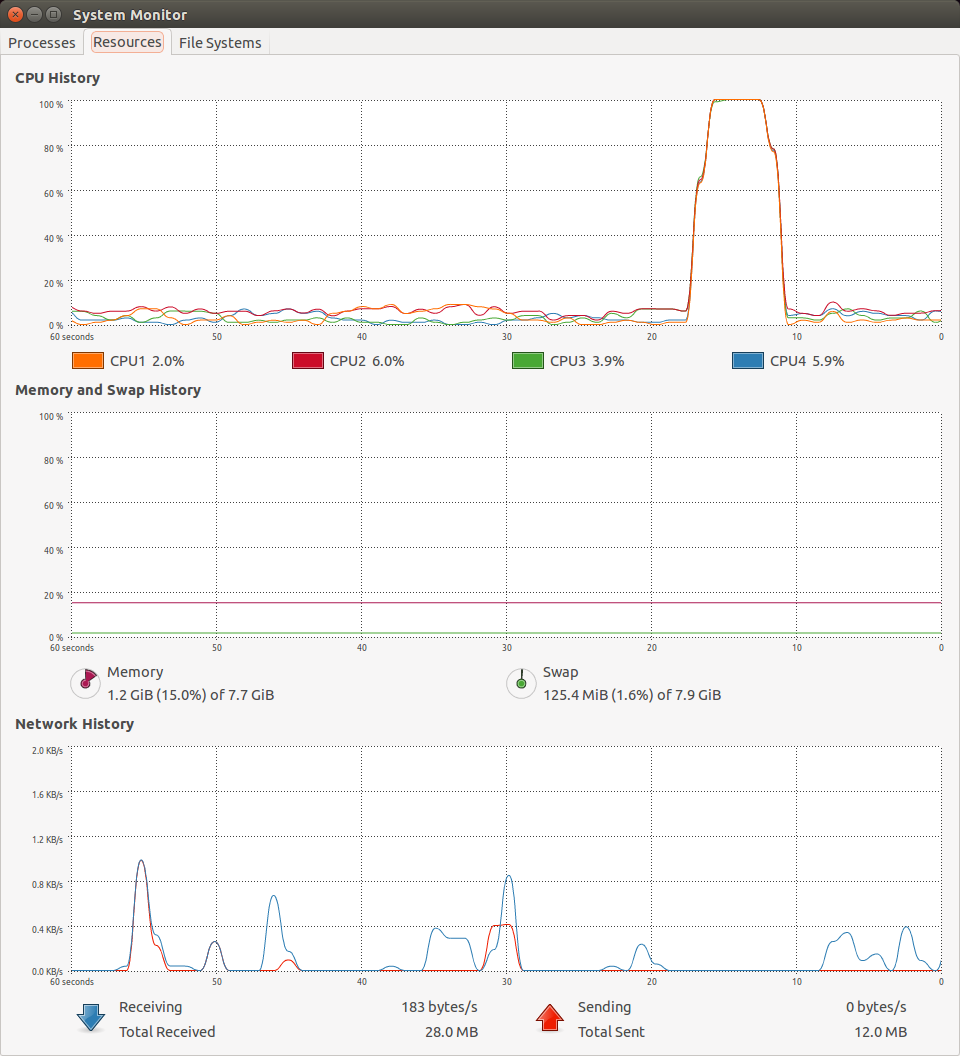 System Monitor
Processes Resources File Systems
CPU History
100 %
80 %
60 %
40 %
20 %
0 %
60 seconds 50 40 30 20 10 0
CPU1 2.0% CPU2 6.0% CPU3 3.9% CPU4 5.9%
Memory and Swap History
100 %
80 %
60 %
40 %
20 %
0 %
60 seconds 50 40 30 20 10 0
Memory Swap
1.2 GiB (15.0%) of 7.7 GiB 125.4 MiB (1.6%) of 7.9 GiB
Network History
2.0 KB/s
1.6 KB/s
1.2 KB/s
0.8 KB/s
0.4 KB/s
0.0 KB/s
60 seconds 50 40 30 20 10 0
Receiving 183 bytes/s Sending 0 bytes/s
Total Received 28.0 MB Total Sent 12.0 MB